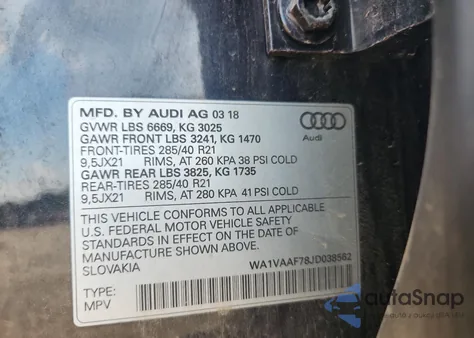 MFD. BY AUDI AG 03 18
GVWR LBS 6669, KG 3025
GAWR FRONT LBS 3241, KG 1470
FRONT-TIRES 285/40 R21
9,5JX21 RIMS, AT 260 KPA 38 PSI COLD
GAWR REAR LBS 3825, KG 1735
REAR-TIRES 285/40 R21
9,5JX21 RIMS, AT 280 KPA 41 PSI COLD
Audi
THIS VEHICLE CONFORMS TO ALL APPLICABLE
U.S. FEDERAL MOTOR VEHICLE SAFETY
STANDARDS IN EFFECT ON THE DATE OF
MANUFACTURE SHOWN ABOVE.
SLOVAKIA WA1VAAF78JD038582
TYPE:
MPV
autaSnap